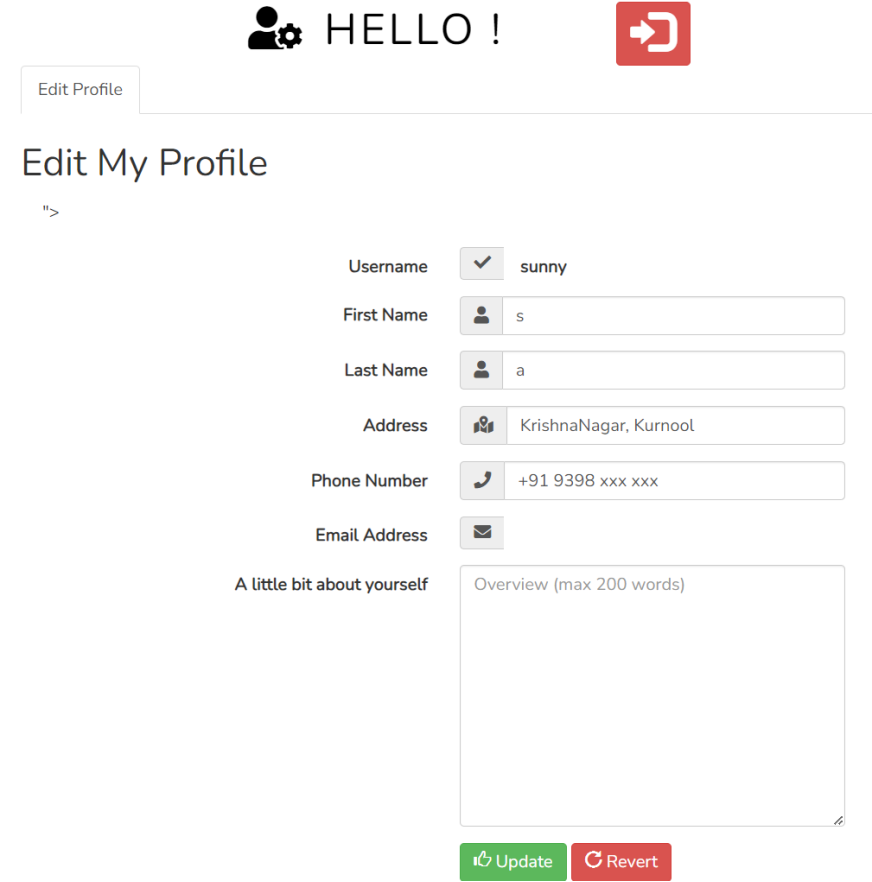 HELLO !
Edit Profile
Edit My Profile
">
Username sunny
First Name s
Last Name a
Address KrishnaNagar, Kurnool
Phone Number +91 9398 xxx xxx
Email Address
A little bit about yourself Overview (max 200 words)
Update Revert